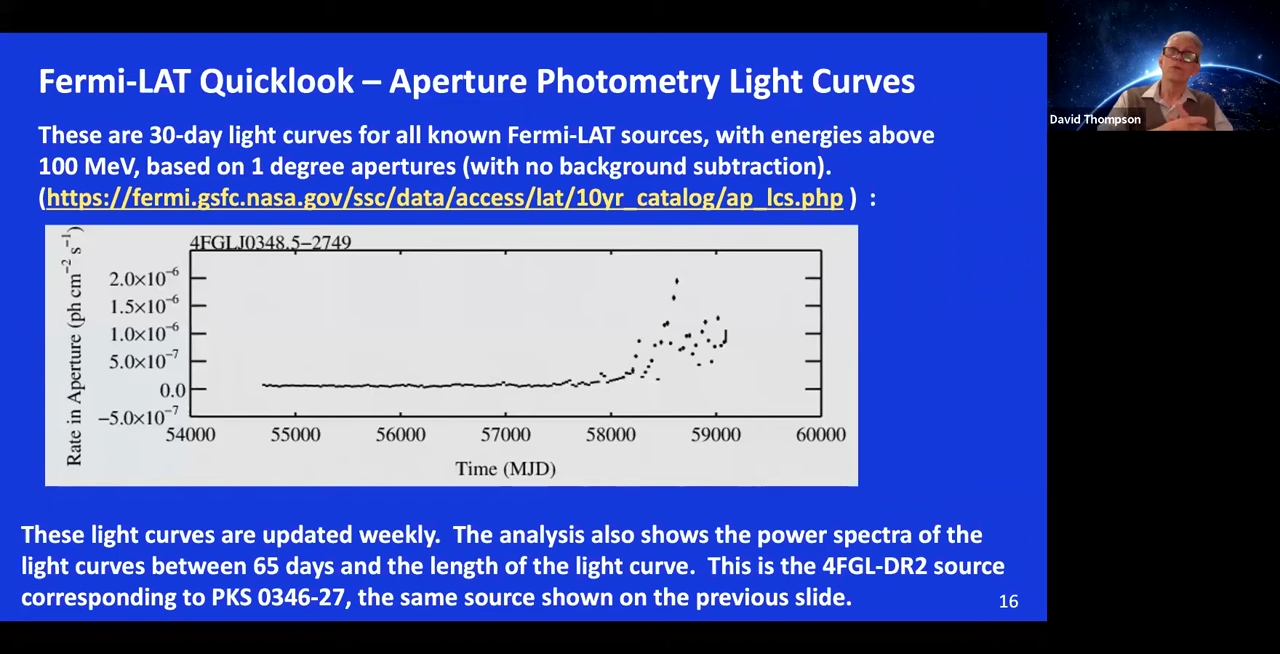 Fermi-LAT Quicklook – Aperture Photometry Light Curves
These are 30-day light curves for all known Fermi-LAT sources, with energies above
100 MeV, based on 1 degree apertures (with no background subtraction).
(https://fermi.gsfc.nasa.gov/ssc/data/access/lat/10yr_catalog/ap_lcs.php ) :
4FGLJ0348.5−2749
Rate in Aperture (ph cm⁻² s⁻¹)
2.0×10⁻⁶
1.5×10⁻⁶
1.0×10⁻⁶
5.0×10⁻⁷
0.0
−5.0×10⁻⁷
54000 55000 56000 57000 58000 59000 60000
Time (MJD)
These light curves are updated weekly. The analysis also shows the power spectra of the
light curves between 65 days and the length of the light curve. This is the 4FGL-DR2 source
corresponding to PKS 0346-27, the same source shown on the previous slide.
16
David Thompson